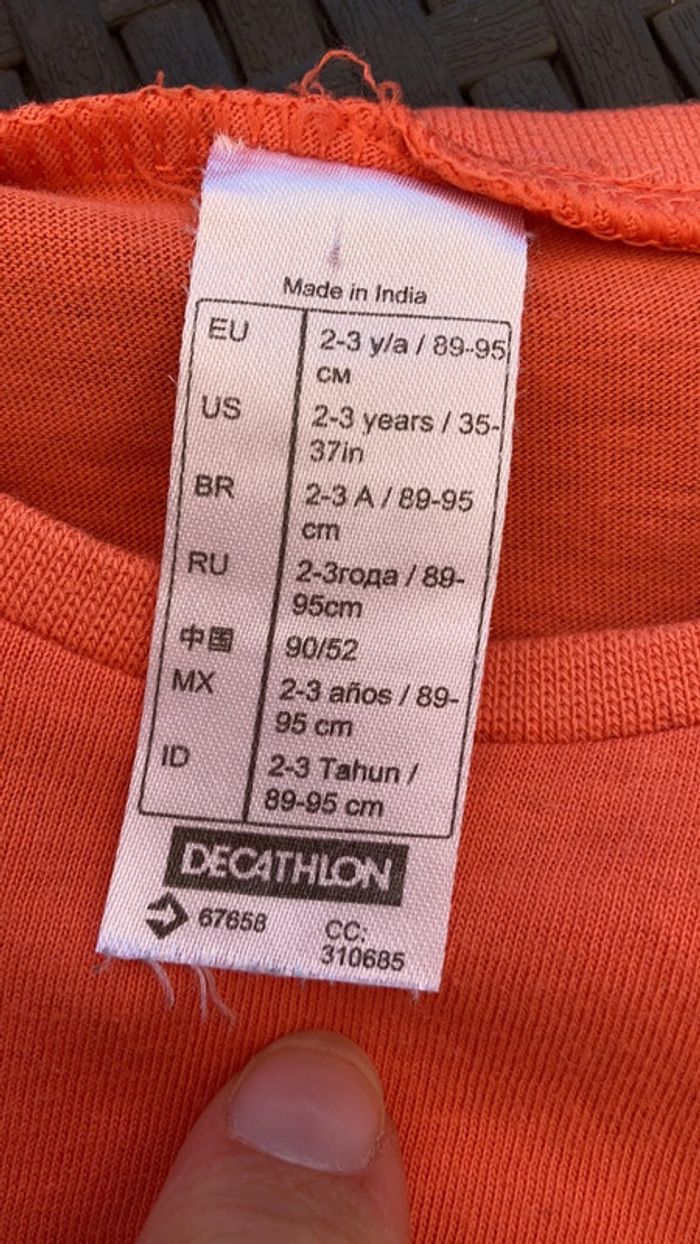 Made in India
EU
2-3 y/a / 89-95
см
US
2-3 years / 35-
37in
BR
2-3 A / 89-95
cm
RU
2-3года / 89-
95cm
中国
90/52
MX
2-3 años / 89-
95 cm
ID
2-3 Tahun /
89-95 cm
DECATHLON
67658
CC:
310685